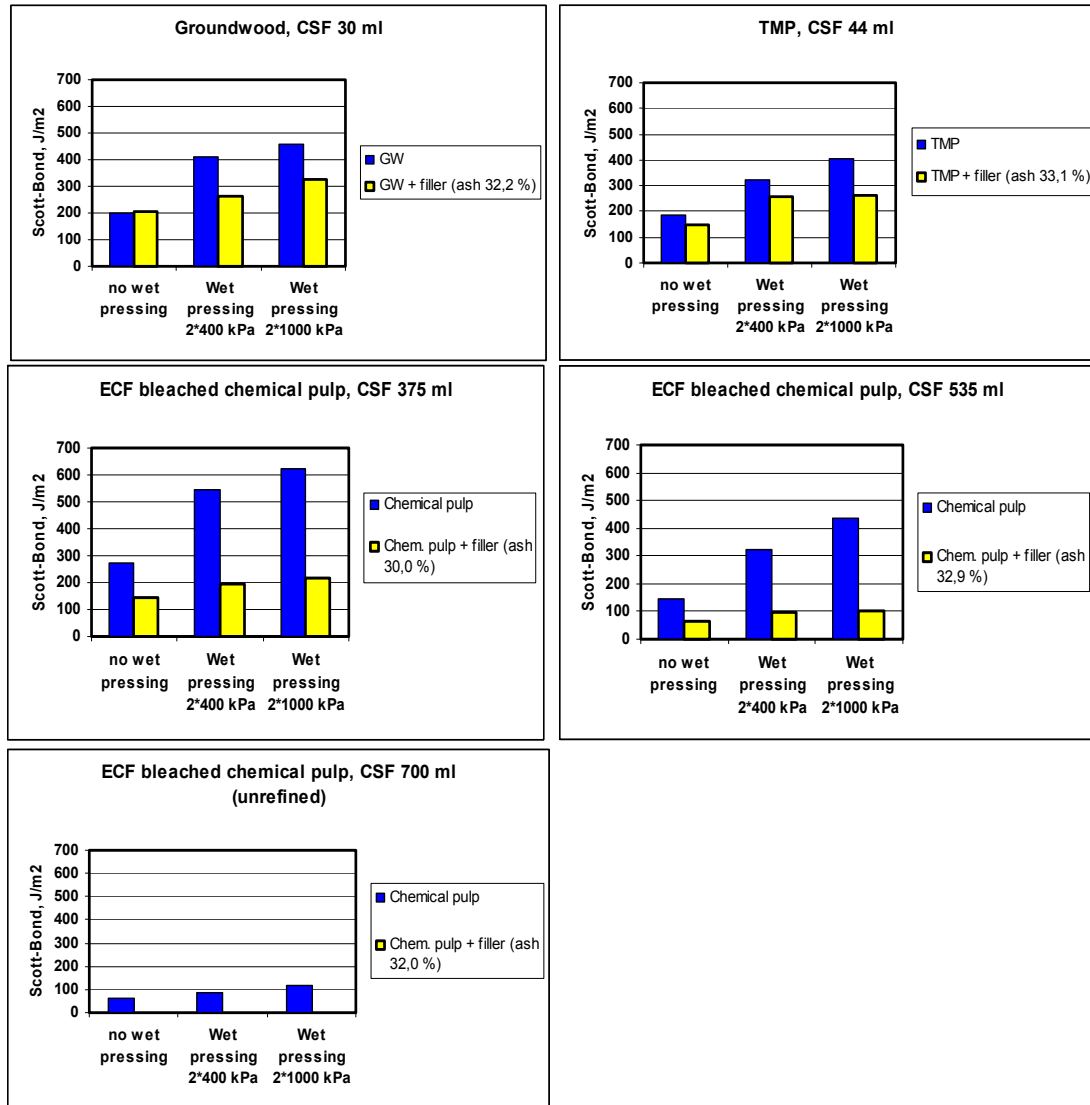 Groundwood, CSF 30 ml
Scott-Bond, J/m2
700
600
500
400
300
200
100
0
no wet
pressing
Wet
pressing
2*400 kPa
Wet
pressing
2*1000 kPa
GW
GW + filler (ash 32,2 %)
TMP, CSF 44 ml
Scott-Bond, J/m2
700
600
500
400
300
200
100
0
no wet
pressing
Wet
pressing
2*400 kPa
Wet
pressing
2*1000 kPa
TMP
TMP + filler (ash 33,1 %)
ECF bleached chemical pulp, CSF 375 ml
Scott-Bond, J/m2
700
600
500
400
300
200
100
0
no wet
pressing
Wet
pressing
2*400 kPa
Wet
pressing
2*1000 kPa
Chemical pulp
Chem. pulp + filler (ash
30,0 %)
ECF bleached chemical pulp, CSF 535 ml
Scott-Bond, J/m2
700
600
500
400
300
200
100
0
no wet
pressing
Wet
pressing
2*400 kPa
Wet
pressing
2*1000 kPa
Chemical pulp
Chem. pulp + filler (ash
32,9 %)
ECF bleached chemical pulp, CSF 700 ml
(unrefined)
Scott-Bond, J/m2
700
600
500
400
300
200
100
0
no wet
pressing
Wet
pressing
2*400 kPa
Wet
pressing
2*1000 kPa
Chemical pulp
Chem. pulp + filler (ash
32,0 %)